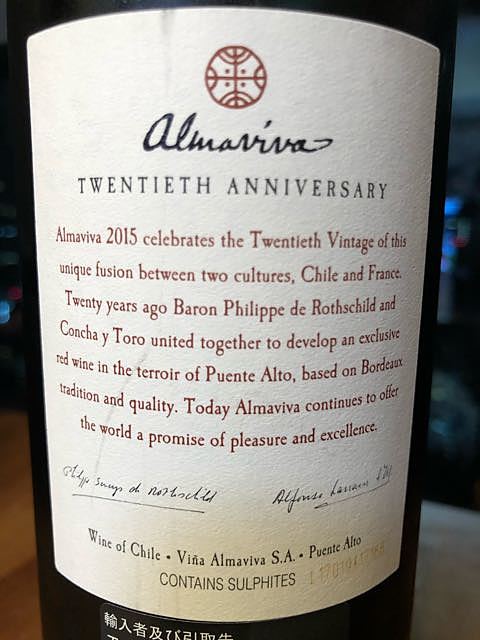 Almaviva
TWENTIETH ANNIVERSARY
Almaviva 2015 celebrates the Twentieth Vintage of this
unique fusion between two cultures, Chile and France.
Twenty years ago Baron Philippe de Rothschild and
Concha y Toro united together to develop an exclusive
red wine in the terroir of Puente Alto, based on Bordeaux
tradition and quality. Today Almaviva continues to offer
the world a promise of pleasure and excellence.
de Rothschild
Alfonso Larrain
Wine of Chile • Viña Almaviva S.A. • Puente Alto
CONTAINS SULPHITES
輸入者及び引取先